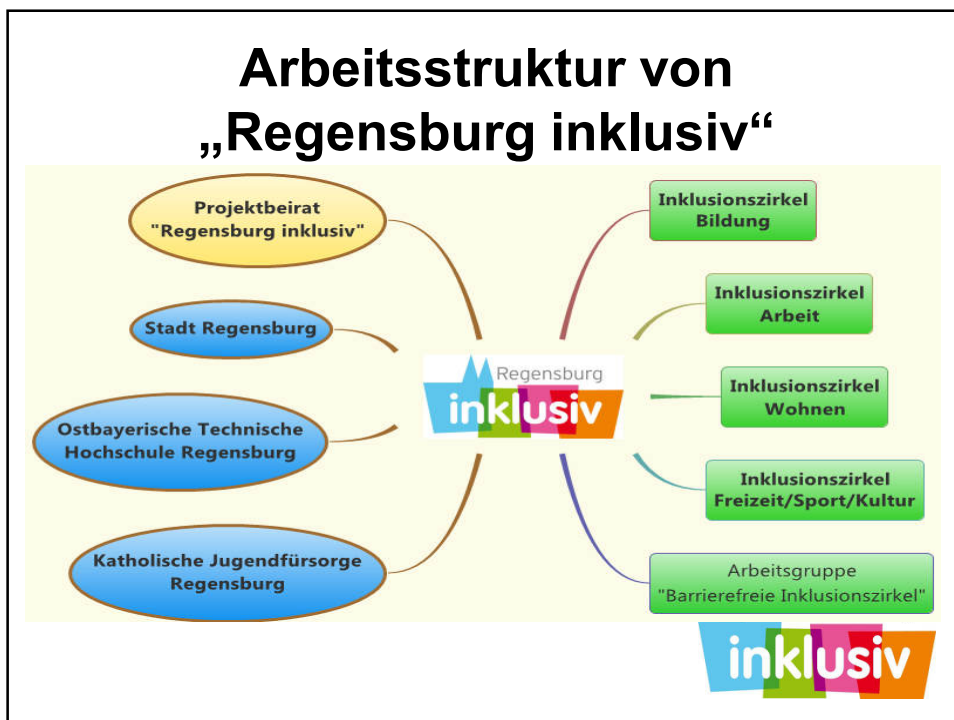 Arbeitsstruktur von
„Regensburg inklusiv“
Projektbeirat
"Regensburg inklusiv"
Stadt Regensburg
Ostbayerische Technische
Hochschule Regensburg
Katholische Jugendfürsorge
Regensburg
Regensburg
inklusiv
Inklusionszirkel
Bildung
Inklusionszirkel
Arbeit
Inklusionszirkel
Wohnen
Inklusionszirkel
Freizeit/Sport/Kultur
Arbeitsgruppe
"Barrierefreie Inklusionszirkel"
inklusiv